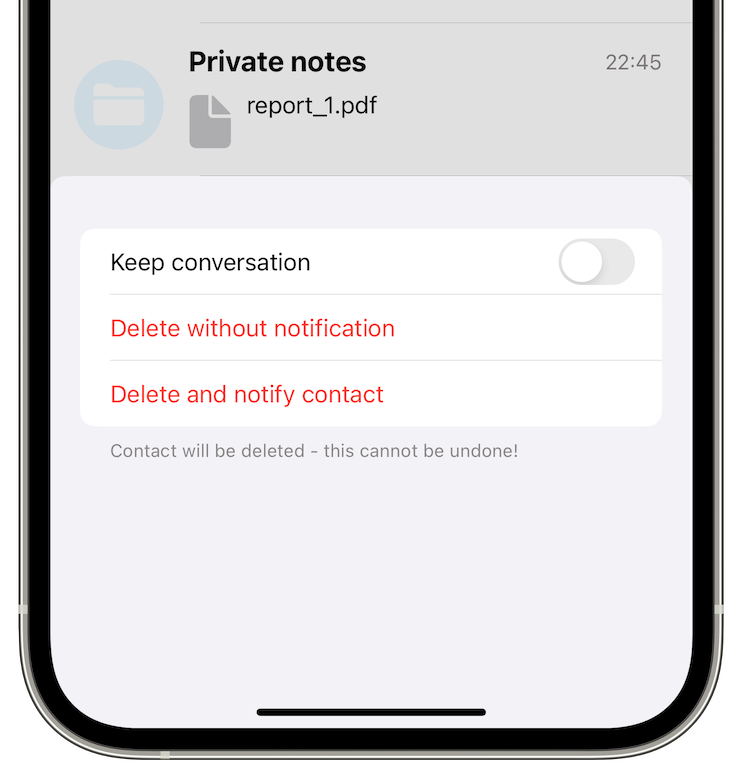 Private notes
22:45
report_1.pdf
Keep conversation
Delete without notification
Delete and notify contact
Contact will be deleted - this cannot be undone!